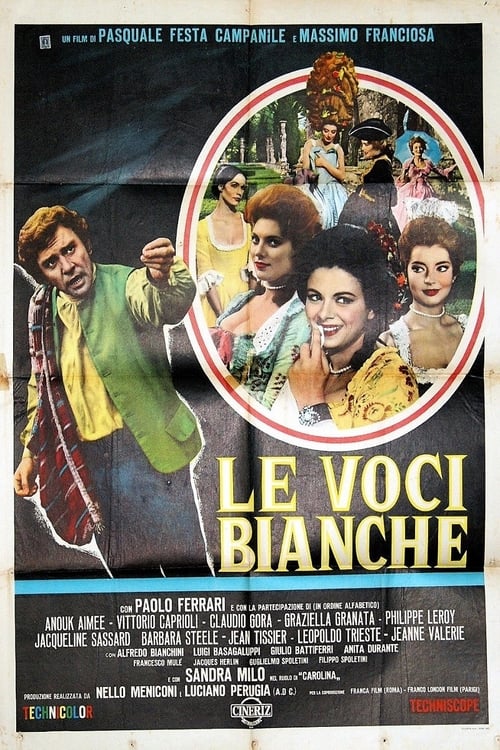 UN FILM DI PASQUALE FESTA CAMPANILE E MASSIMO FRANCIOSA
LE VOCI
BIANCHE
CON PAOLO FERRARI E CON LA PARTECIPAZIONE DI (IN ORDINE ALFABETICO)
ANOUK AIMEE - VITTORIO CAPRIOLI - CLAUDIO GORA - GRAZIELLA GRANATA - PHILIPPE LEROY
JACQUELINE SASSARD - BARBARA STEELE - JEAN TISSIER - LEOPOLDO TRIESTE - JEANNE VALERIE
CON ALFREDO BIANCHINI LUIGI BASAGALUPPI GIULIO BATTIFERRI ANITA DURANTE
FRANCESCO MULÉ JACQUES HERLIN GUGLIELMO SPOLETINI FILIPPO SPOLETINI
E CON SANDRA MILO NEL RUOLO DI "CAROLINA"
PRODUZIONE REALIZZATA DA NELLO MENICONI E LUCIANO PERUGIA (A.D.C.) PER LA COPRODUZIONE FRANCA FILM (ROMA) - FRANCO LONDON FILM (PARIGI)
TECHNICOLOR CINERIZ TECHNISCOPE